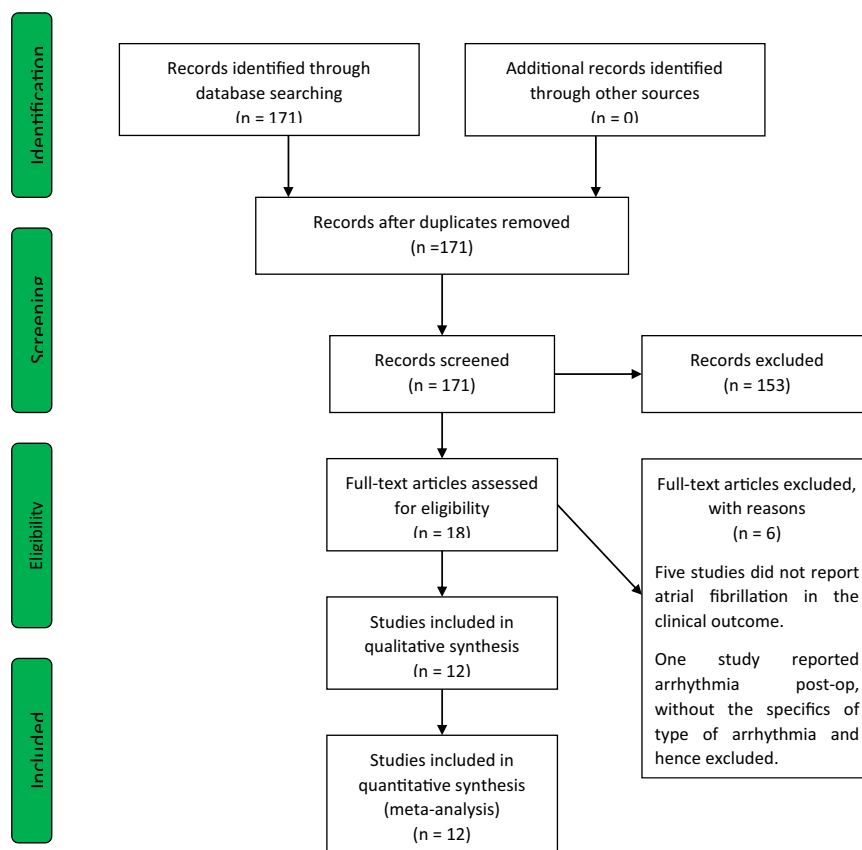 Identification
Records identified through
database searching
(n = 171)
Additional records identified
through other sources
(n = 0)
Screening
Records after duplicates removed
(n =171)
Records screened
(n = 171)
Records excluded
(n = 153)
Eligibility
Full-text articles assessed
for eligibility
(n = 18)
Full-text articles excluded,
with reasons
(n = 6)
Five studies did not report
atrial fibrillation in the
clinical outcome.
One study reported
arrhythmia post-op,
without the specifics of
type of arrhythmia and
hence excluded.
Studies included in
qualitative synthesis
(n = 12)
Included
Studies included in
quantitative synthesis
(meta-analysis)
(n = 12)